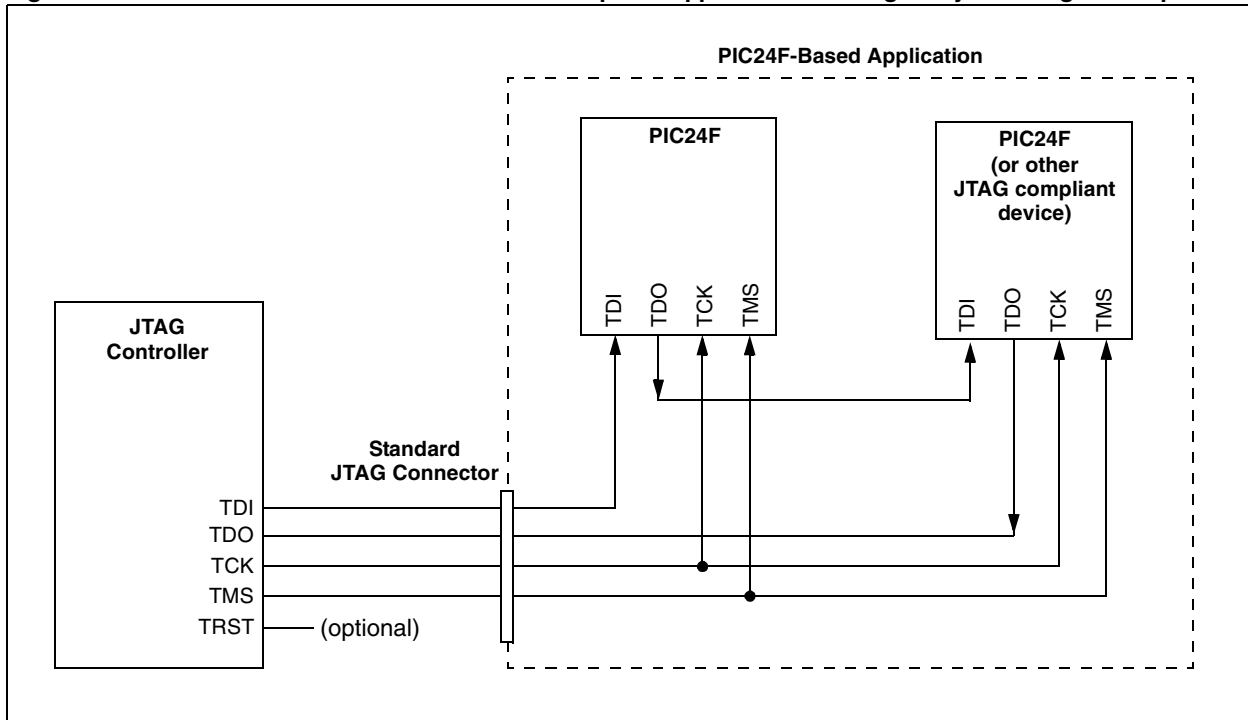 PIC24F-Based Application
PIC24F
TDI
TDO
TCK
TMS
PIC24F
(or other
JTAG compliant
device)
TDI
TDO
TCK
TMS
JTAG
Controller
Standard
JTAG Connector
TDI
TDO
TCK
TMS
TRST
(optional)